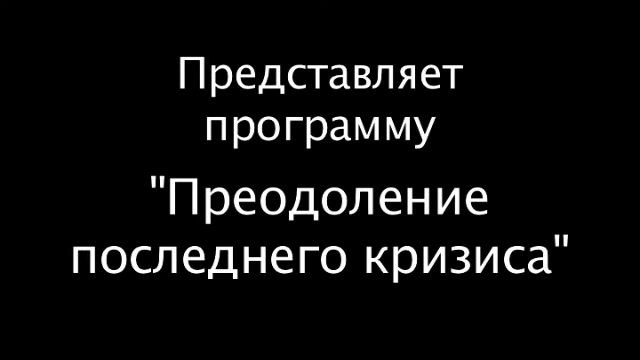 Представляет
программу
"Преодоление
последнего кризиса"